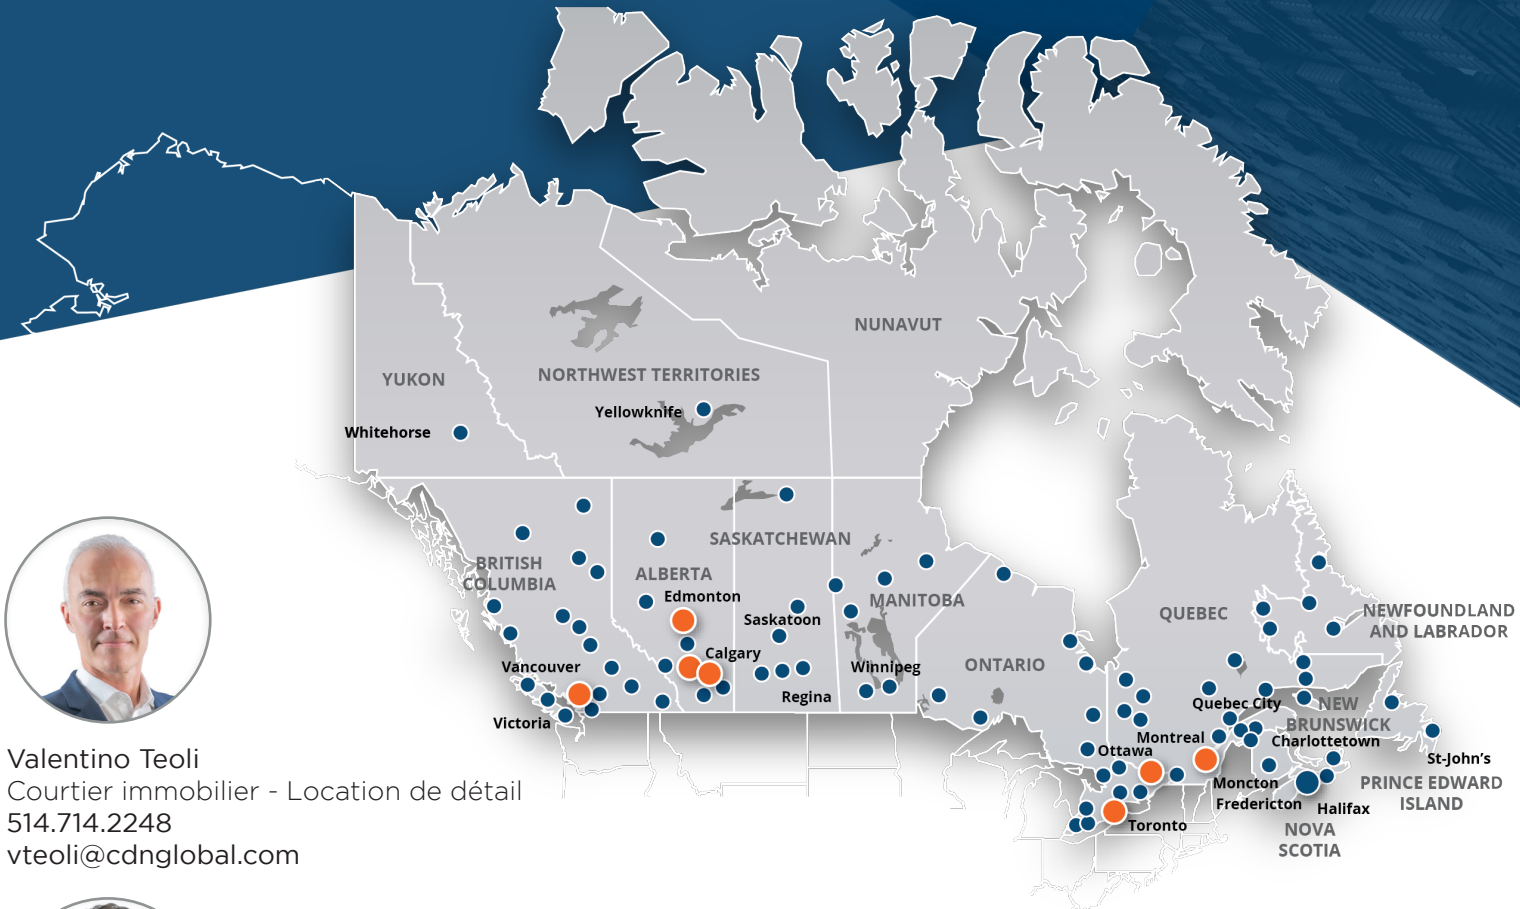 NUNAVUT
NORTHWEST TERRITORIES
YUKON
Yellowknife
Whitehorse
SASKATCHEWAN
BRITISH
COLUMBIA
ALBERTA
Edmonton
MANITOBA
Saskatoon
QUEBEC
NEWFOUNDLAND
AND LABRADOR
Calgary
Vancouver
Winnipeg
ONTARIO
Regina
Quebec City
NEW
BRUNSWICK
Victoria
Montreal
Charlottetown
Ottawa
St-John's
Moncton
PRINCE EDWARD
ISLAND
Fredericton
Halifax
Toronto
NOVA
SCOTIA
Valentino Teoli
Courtier immobilier - Location de détail
514.714.2248
vteoli@cdnglobal.com